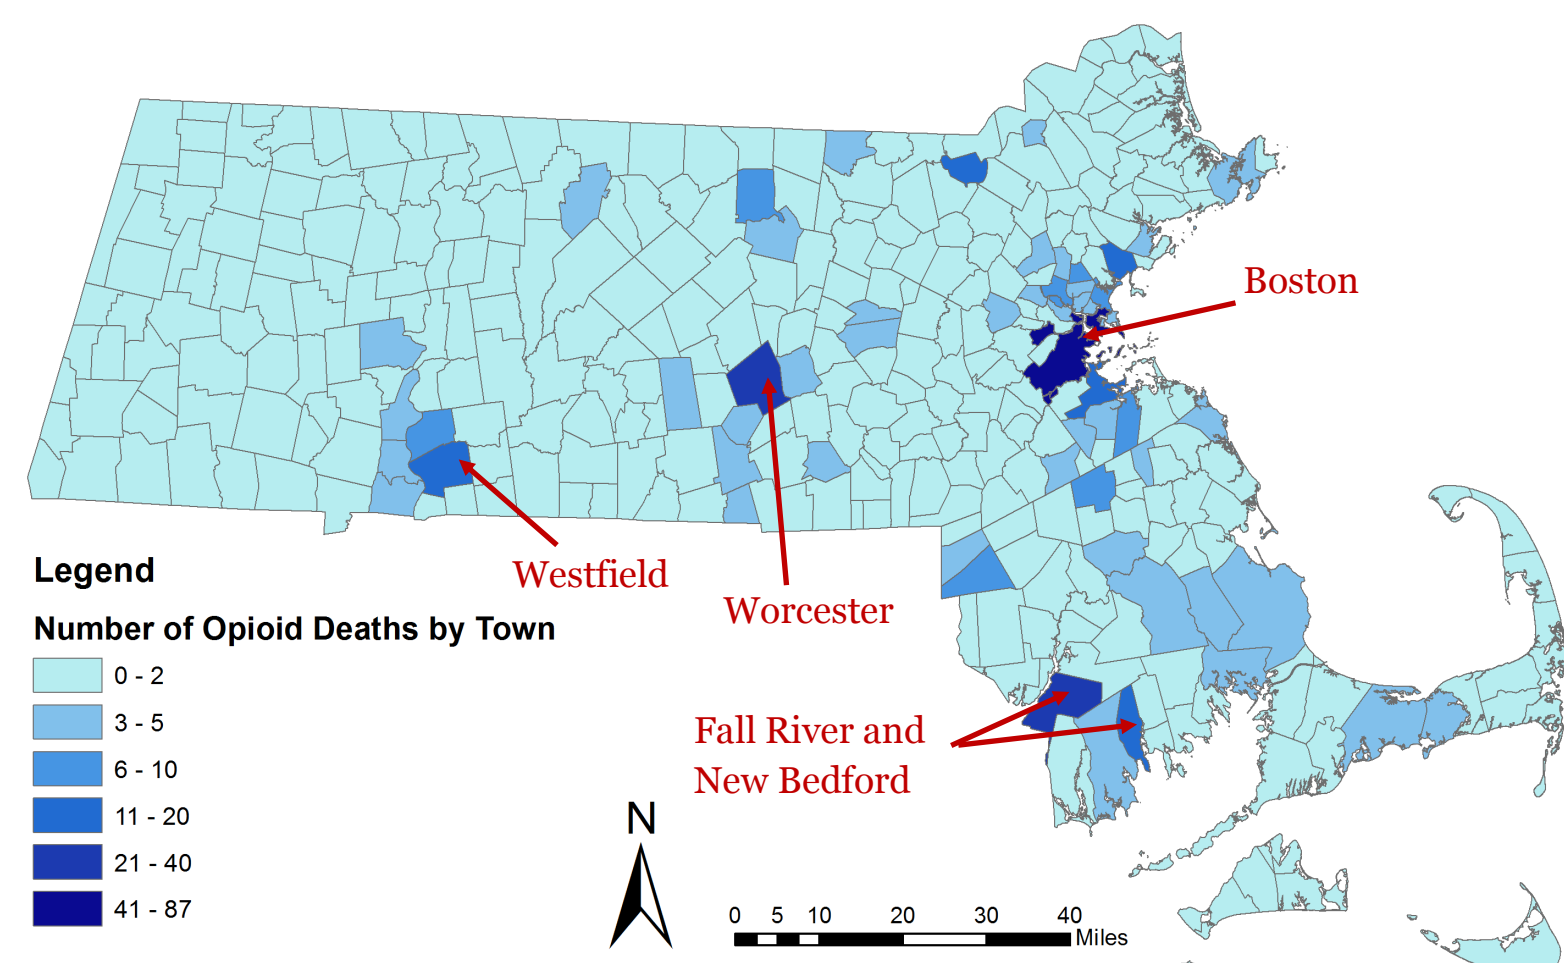 Boston
Westfield
Worcester
Fall River and
New Bedford
Legend
Number of Opioid Deaths by Town
0 - 2
3 - 5
6 - 10
11 - 20
21 - 40
41 - 87
N
0 5 10 20 30 40
Miles